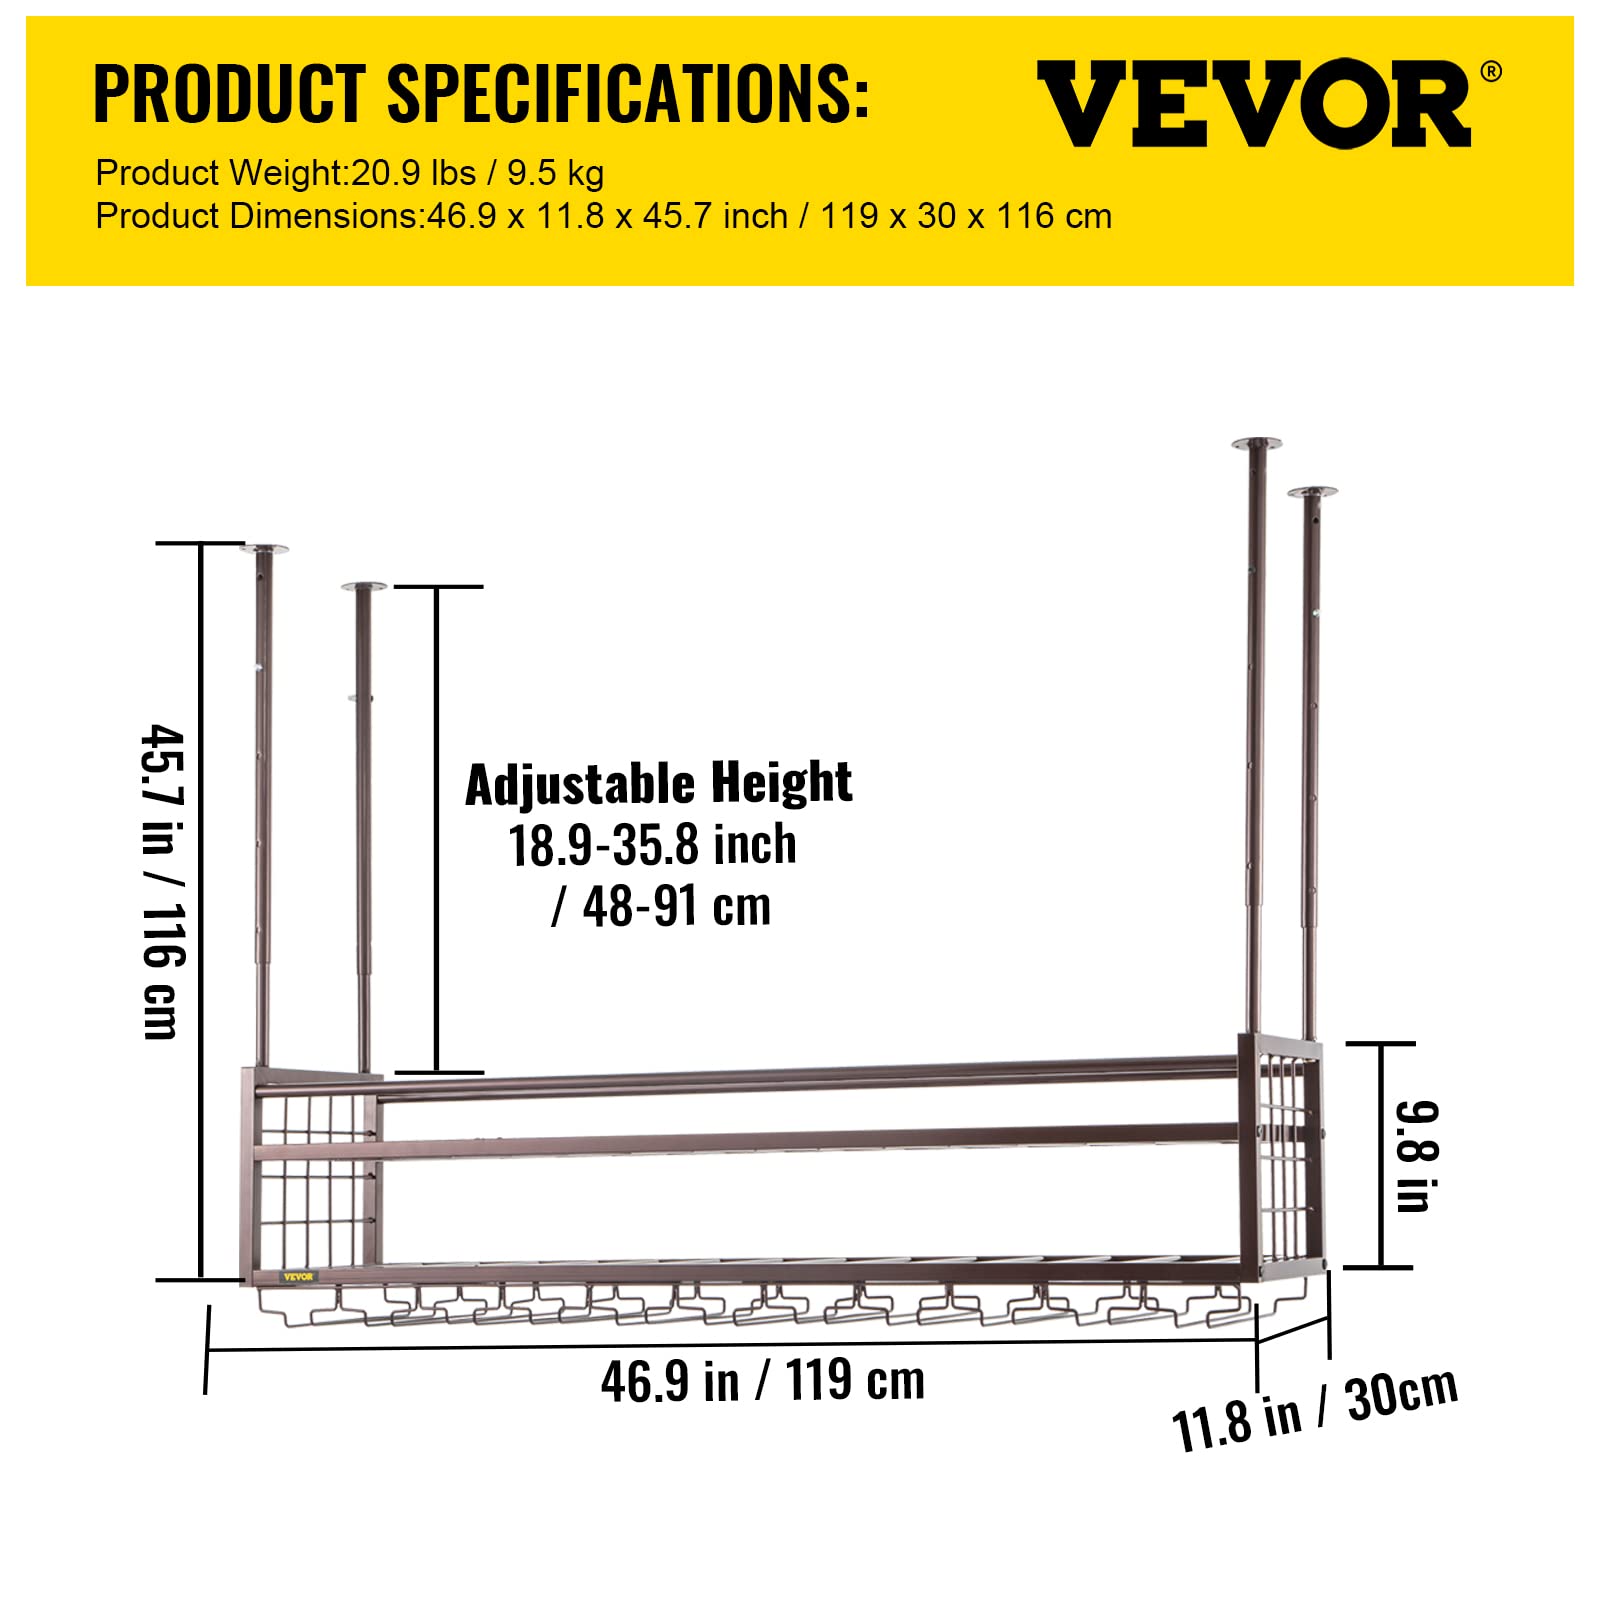 PRODUCT SPECIFICATIONS:
VEVOR®
Product Weight:20.9 lbs / 9.5 kg
Product Dimensions:46.9 x 11.8 x 45.7 inch / 119 x 30 x 116 cm
45.7 in / 116 cm
Adjustable Height
18.9-35.8 inch
/ 48-91 cm
9.8 in
VEVOR
46.9 in / 119 cm
11.8 in / 30cm